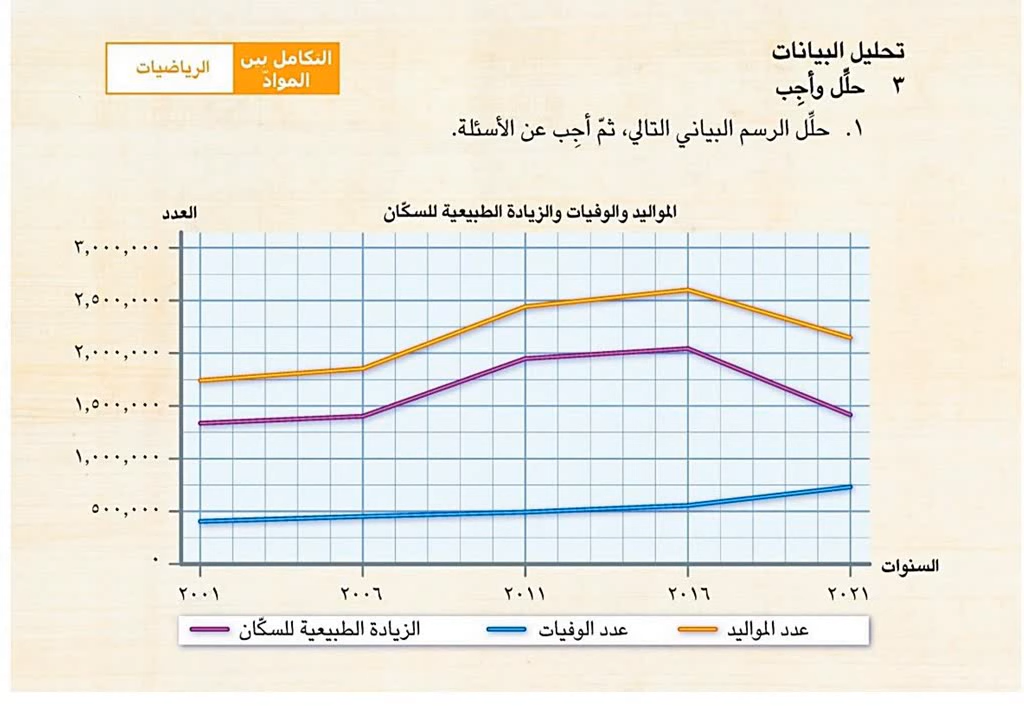 تحليل البيانات
التكامل بين
الموادّ
الرياضيات
٣ حلِّل وأجِب
١. حلِّل الرسم البياني التالي، ثمّ أجِب عن الأسئلة.
المواليد والوفيات والزيادة الطبيعية للسكّان
العدد
٣,٠٠٠,٠٠٠
٢,٥٠٠,٠٠٠
٢,٠٠٠,٠٠٠
١,٥٠٠,٠٠٠
١,٠٠٠,٠٠٠
٥٠٠,٠٠٠
٠
السنوات
٢٠٠١ ٢٠٠٦ ٢٠١١ ٢٠١٦ ٢٠٢١
عدد المواليد عدد الوفيات الزيادة الطبيعية للسكّان